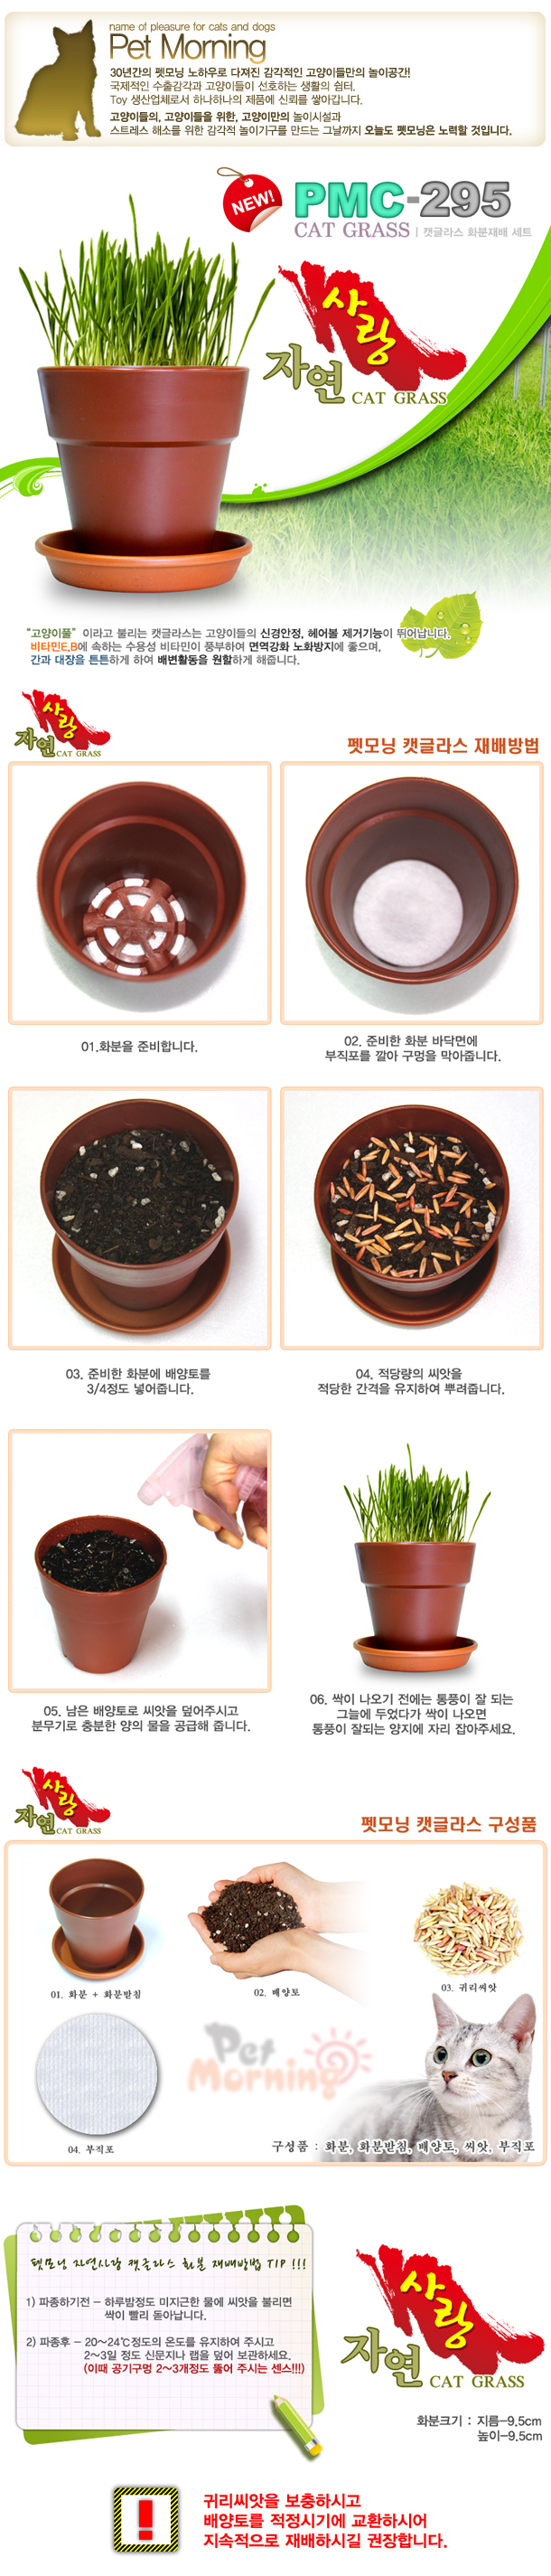 name of pleasure for cats and dogs
Pet Morning
30년간의 펫모닝 노하우로 다져진 감각적인 고양이들만의 놀이공간!
국제적인 수출감각과 고양이들이 선호하는 생활의 쉼터,
Toy 생산업체로서 하나하나의 제품에 신뢰를 쌓아갑니다.
고양이들의, 고양이들을 위한, 고양이만의 놀이시설과
스트레스 해소를 위한 감각적 놀이기구를 만드는 그날까지 오늘도 펫모닝은 노력할 것입니다.
NEW!
PMC-295
CAT GRASS | 캣글라스 화분재배 세트
자연 사랑
CAT GRASS
"고양이풀" 이라고 불리는 캣글라스는 고양이들의 신경안정, 헤어볼 제거기능이 뛰어납니다.
비타민E,B에 속하는 수용성 비타민이 풍부하여 면역강화 노화방지에 좋으며,
간과 대장을 튼튼하게 하여 배변활동을 원활하게 해줍니다.
자연 사랑
CAT GRASS
펫모닝 캣글라스 재배방법
01.화분을 준비합니다.
02. 준비한 화분 바닥면에
부직포를 깔아 구멍을 막아줍니다.
03. 준비한 화분에 배양토를
3/4정도 넣어줍니다.
04. 적당량의 씨앗을
적당한 간격을 유지하여 뿌려줍니다.
05. 남은 배양토로 씨앗을 덮어주시고
분무기로 충분한 양의 물을 공급해 줍니다.
06. 싹이 나오기 전에는 통풍이 잘 되는
그늘에 두었다가 싹이 나오면
통풍이 잘되는 양지에 자리 잡아주세요.
자연 사랑
CAT GRASS
펫모닝 캣글라스 구성품
01. 화분 + 화분받침
02. 배양토
03. 귀리씨앗
04. 부직포
Pet Morning
구성품 : 화분, 화분받침, 배양토, 씨앗, 부직포
펫모닝 자연사랑 캣글라스 화분 재배방법 TIP !!!
1) 파종하기전 - 하루밤정도 미지근한 물에 씨앗을 불리면
싹이 빨리 돋아납니다.
2) 파종후 - 20~24℃정도의 온도를 유지하여 주시고
2~3일 정도 신문지나 랩을 덮어 보관하세요.
(이때 공기구멍 2~3개정도 뚫어 주시는 센스!!!)
자연 사랑
CAT GRASS
화분크기 : 지름-9.5cm
높이-9.5cm
귀리씨앗을 보충하시고
배양토를 적정시기에 교환하시어
지속적으로 재배하시길 권장합니다.